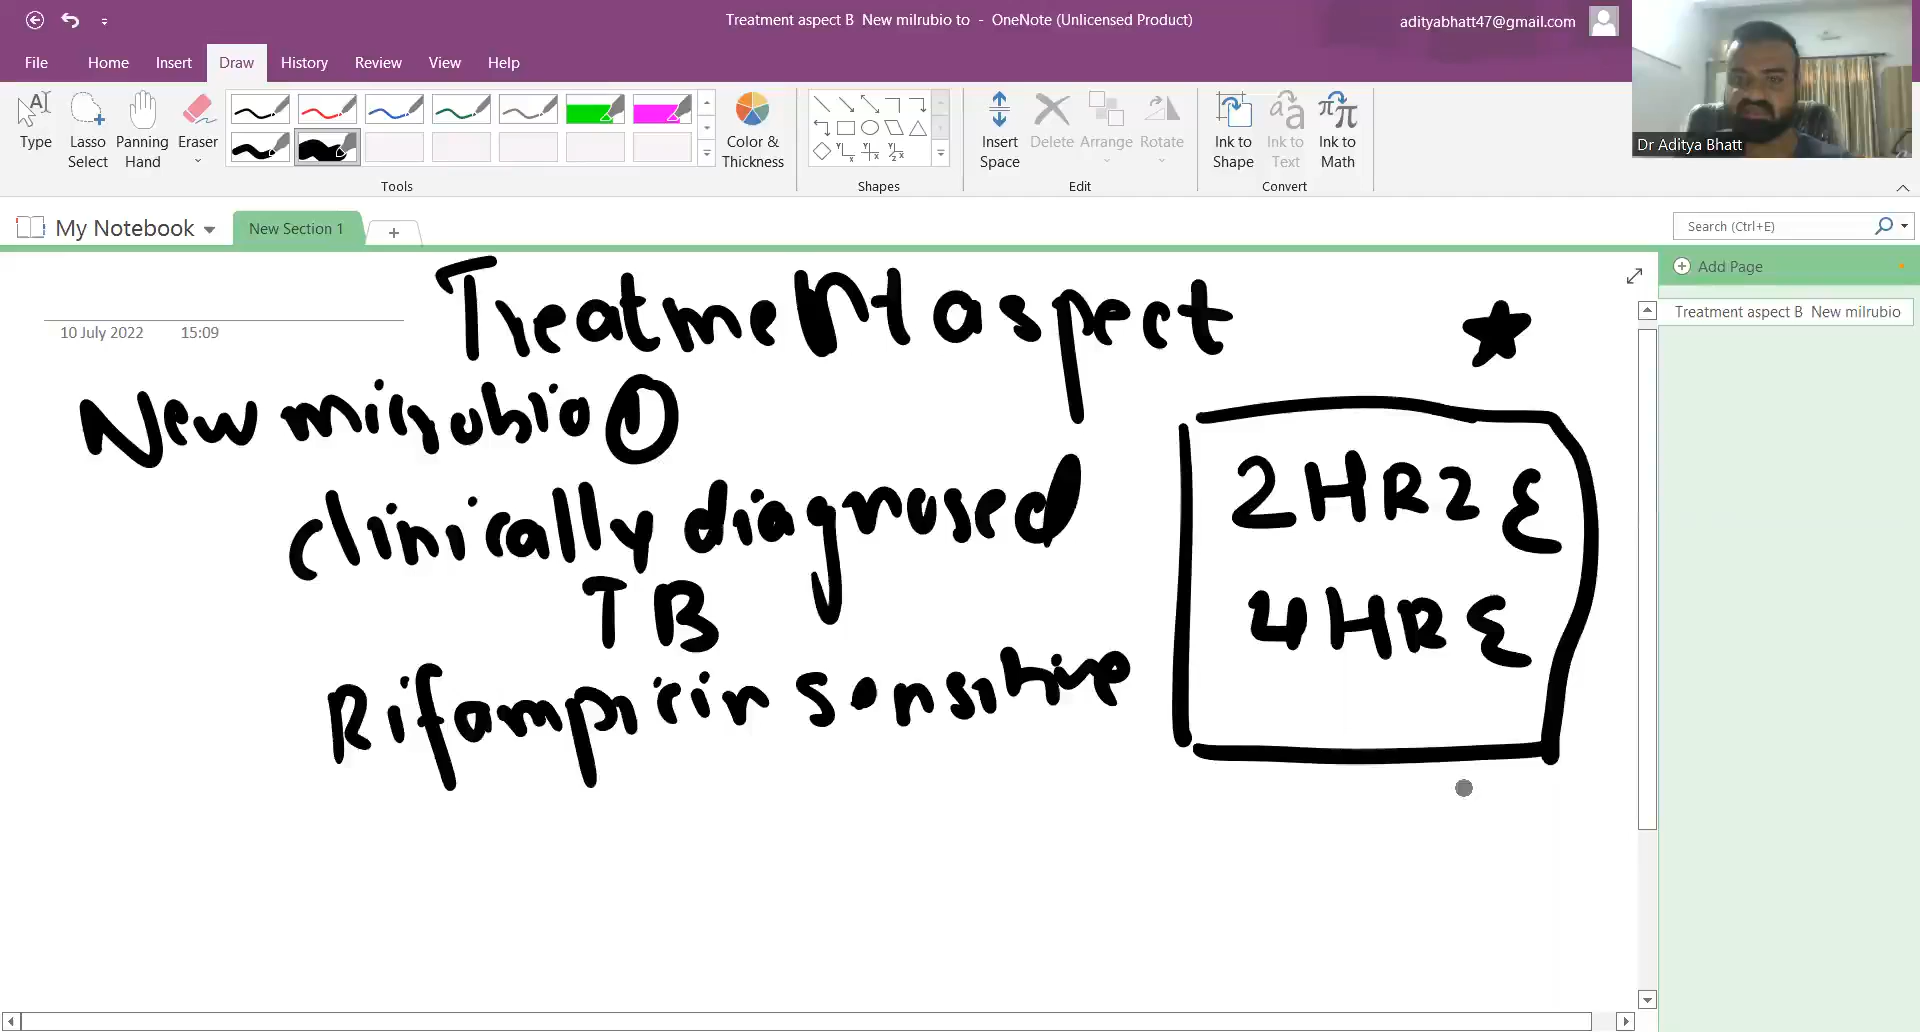 Treatment aspect B  New milrubio to  -  OneNote (Unlicensed Product)
adityabhatt47@gmail.com
File Home Insert Draw History Review View Help
Type
Lasso Select
Panning Hand
Eraser
Color & Thickness
Insert Space
Delete
Arrange
Rotate
Ink to Shape
Ink to Text
Ink to Math
Tools Shapes Edit Convert
Dr Aditya Bhatt
My Notebook
New Section 1
Search (Ctrl+E)
Add Page
Treatment aspect B  New milrubio
10 July 2022 15:09
Treatment aspect
New
clinically diagnosed
TB
Rifampicin sensitive
2HRZE
4HRE